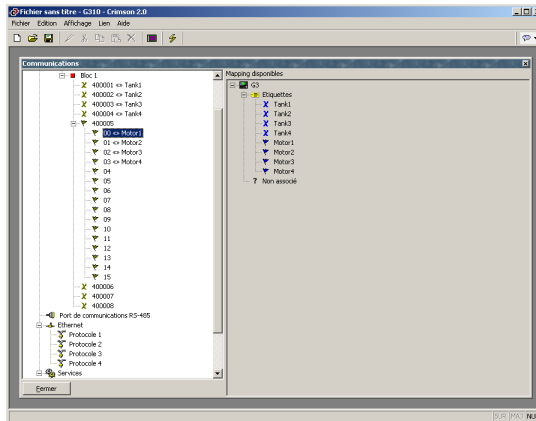 Fichier sans titre - G310 - Crimson 2.0
Fichier Edition Affichage Lien Aide
Communications
Bloc 1
400001 <=> Tank1
400002 <=> Tank2
400003 <=> Tank3
400004 <=> Tank4
400005
00 <=> Motor1
01 <=> Motor2
02 <=> Motor3
03 <=> Motor4
04
05
06
07
08
09
10
11
12
13
14
15
400006
400007
400008
Port de communications RS-485
Ethernet
Protocole 1
Protocole 2
Protocole 3
Protocole 4
Services
Mapping disponibles
G3
Etiquettes
Tank1
Tank2
Tank3
Tank4
Motor1
Motor2
Motor3
Motor4
? Non associé
Fermer
SUR MAJ NU